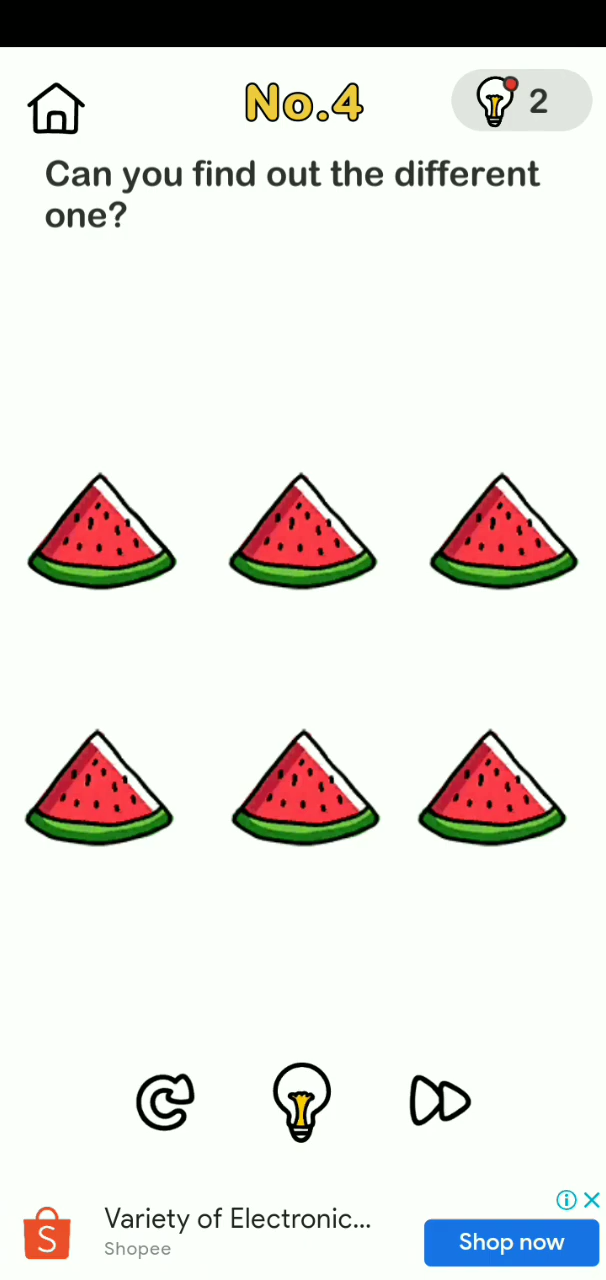 No.4
2
Can you find out the different
one?
Variety of Electronic...
Shopee
Shop now
S